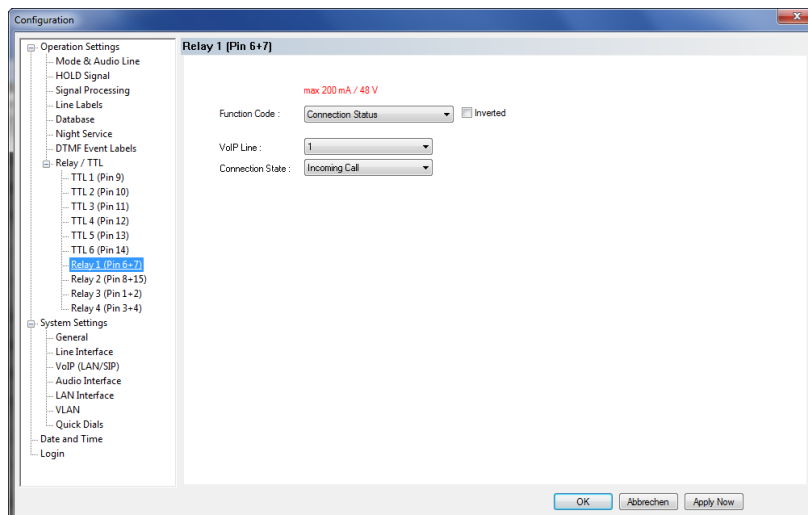 Configuration
Operation Settings
Mode & Audio Line
HOLD Signal
Signal Processing
Line Labels
Database
Night Service
DTMF Event Labels
Relay / TTL
TTL 1 (Pin 9)
TTL 2 (Pin 10)
TTL 3 (Pin 11)
TTL 4 (Pin 12)
TTL 5 (Pin 13)
TTL 6 (Pin 14)
Relay 1 (Pin 6+7)
Relay 2 (Pin 8+15)
Relay 3 (Pin 1+2)
Relay 4 (Pin 3+4)
System Settings
General
Line Interface
VoIP (LAN/SIP)
Audio Interface
LAN Interface
VLAN
Quick Dials
Date and Time
Login
Relay 1 (Pin 6+7)
max 200 mA / 48 V
Function Code : Connection Status Inverted
VoIP Line : 1
Connection State : Incoming Call
OK Abbrechen Apply Now